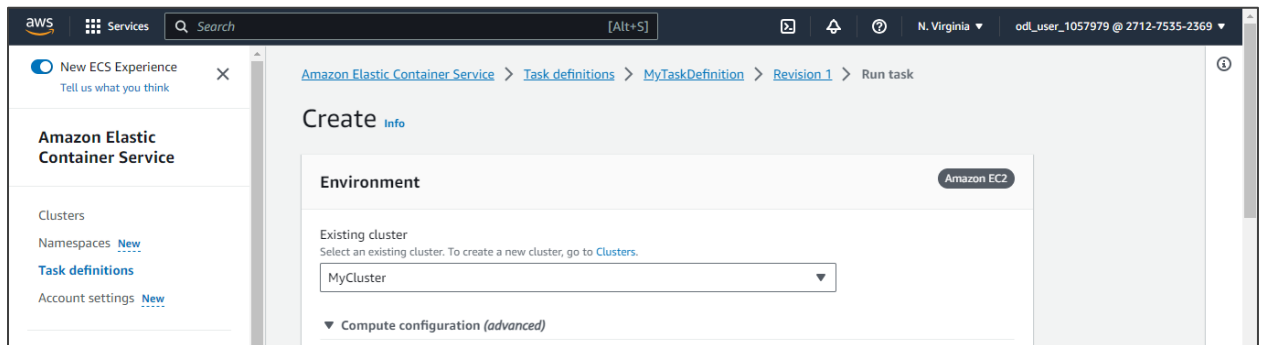 aws Services Search [Alt+S] N. Virginia ▼ odl_user_1057979 @ 2712-7535-2369 ▼
New ECS Experience
Tell us what you think
Amazon Elastic
Container Service
Clusters
Namespaces New
Task definitions
Account settings New
Amazon Elastic Container Service > Task definitions > MyTaskDefinition > Revision 1 > Run task
Create Info
Environment Amazon EC2
Existing cluster
Select an existing cluster. To create a new cluster, go to Clusters.
MyCluster
▼ Compute configuration (advanced)